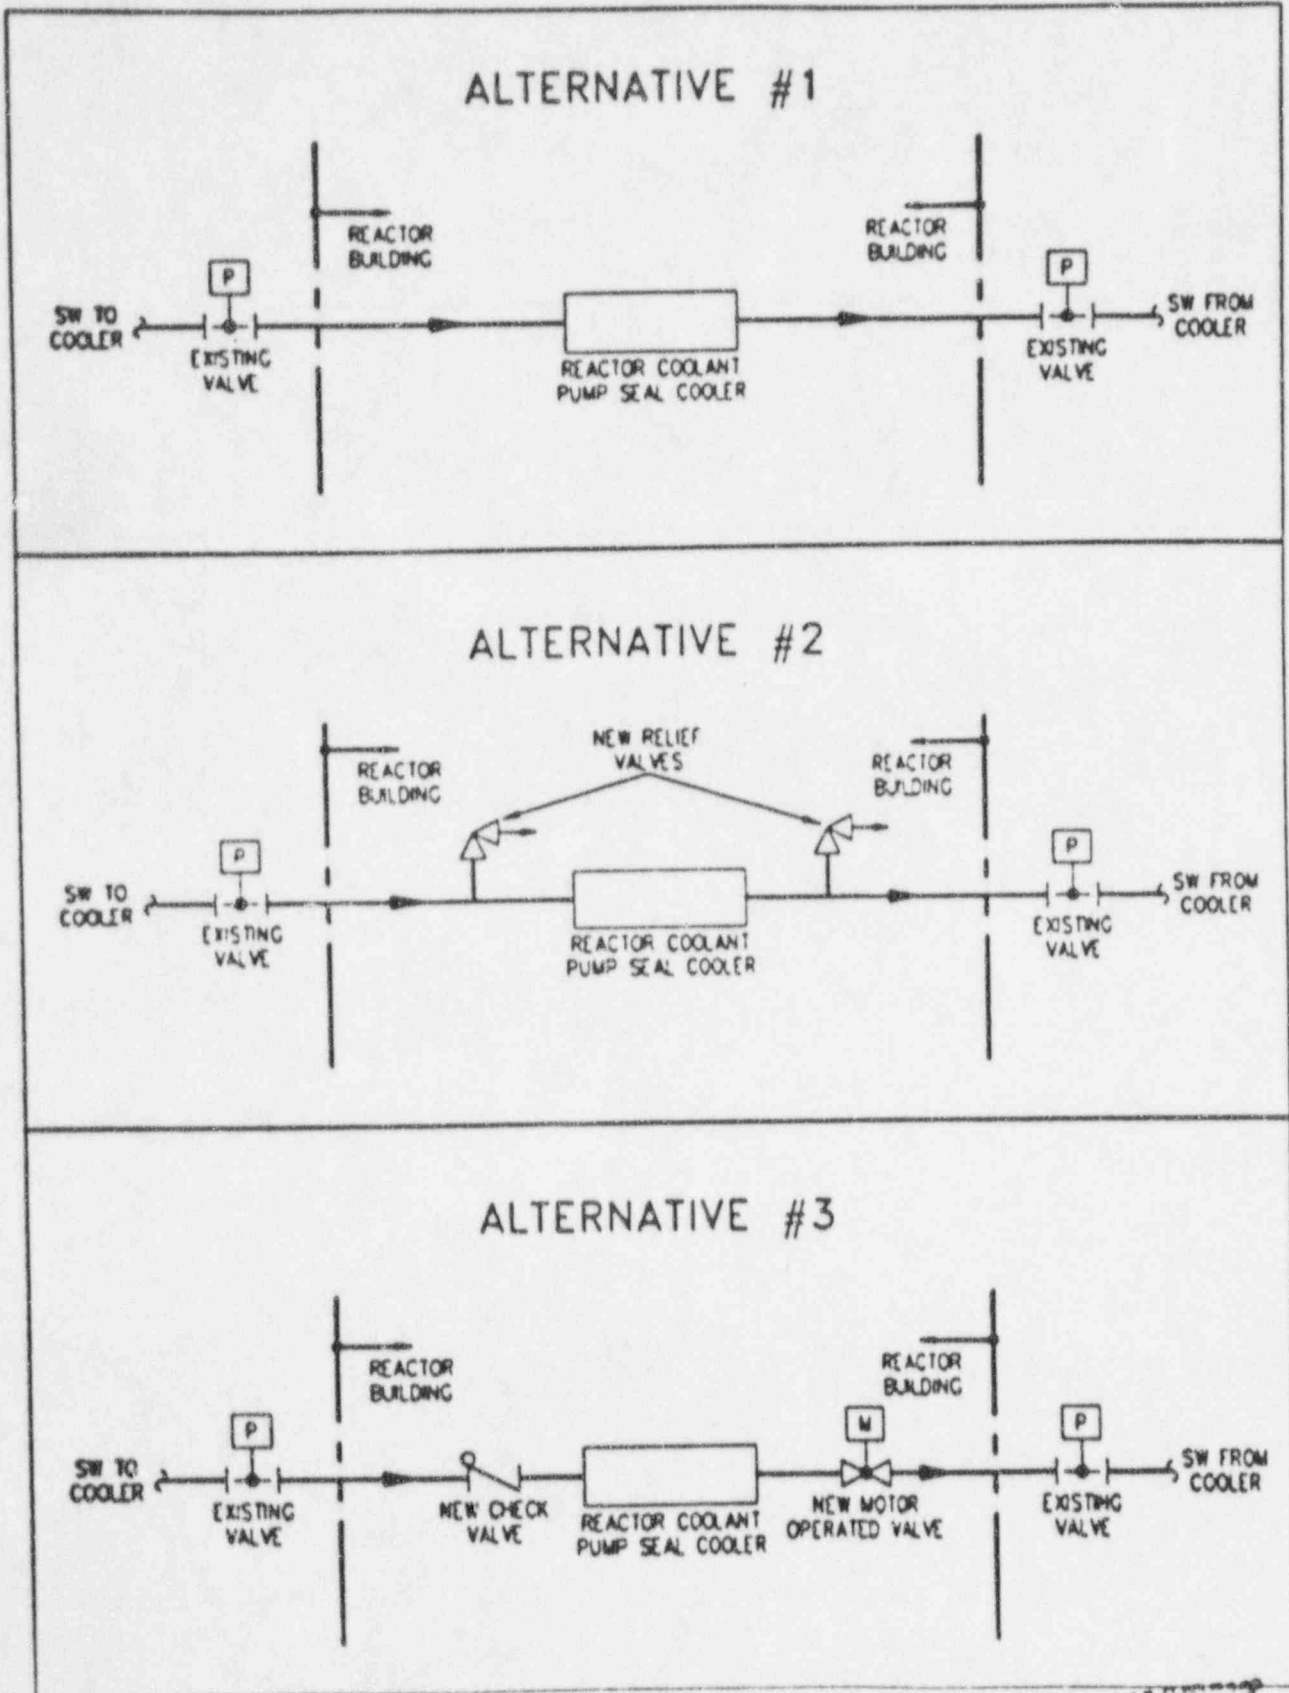 ALTERNATIVE #1
REACTOR
BUILDING
REACTOR
BUILDING
P
P
SW TO
COOLER
SW FROM
COOLER
EXISTING
VALVE
REACTOR COOLANT
PUMP SEAL COOLER
EXISTING
VALVE
ALTERNATIVE #2
NEW RELIEF
VALVES
REACTOR
BUILDING
REACTOR
BUILDING
P
P
SW TO
COOLER
SW FROM
COOLER
EXISTING
VALVE
REACTOR COOLANT
PUMP SEAL COOLER
EXISTING
VALVE
ALTERNATIVE #3
REACTOR
BUILDING
REACTOR
BUILDING
P
M
P
SW TO
COOLER
SW FROM
COOLER
EXISTING
VALVE
NEW CHECK
VALVE
REACTOR COOLANT
PUMP SEAL COOLER
NEW MOTOR
OPERATED VALVE
EXISTING
VALVE